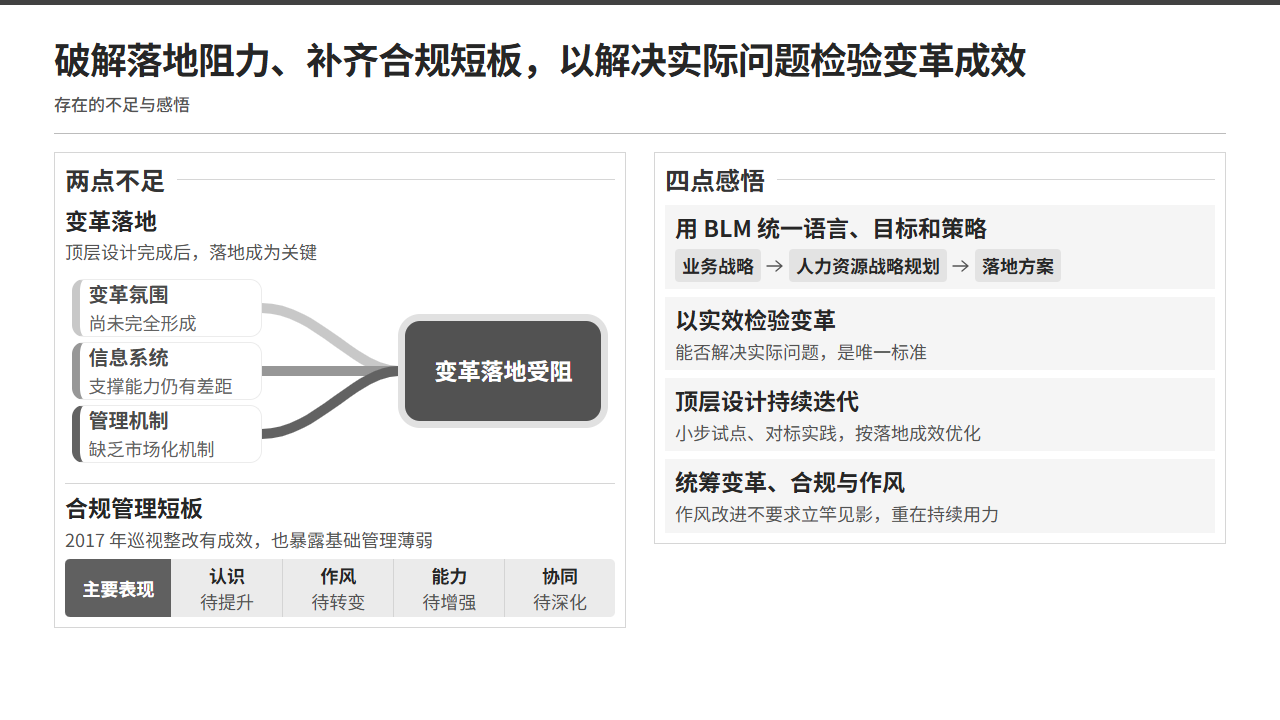 破解落地阻力、补齐合规短板，以解决实际问题检验变革成效
存在的不足与感悟
两点不足
变革落地
顶层设计完成后，落地成为关键
变革氛围
尚未完全形成
信息系统
支撑能力仍有差距
管理机制
缺乏市场化机制
变革落地受阻
合规管理短板
2017 年巡视整改有成效，也暴露基础管理薄弱
主要表现
认识
待提升
作风
待转变
能力
待增强
协同
待深化
四点感悟
用 BLM 统一语言、目标和策略
业务战略 → 人力资源战略规划 → 落地方案
以实效检验变革
能否解决实际问题，是唯一标准
顶层设计持续迭代
小步试点、对标实践，按落地成效优化
统筹变革、合规与作风
作风改进不要求立竿见影，重在持续用力